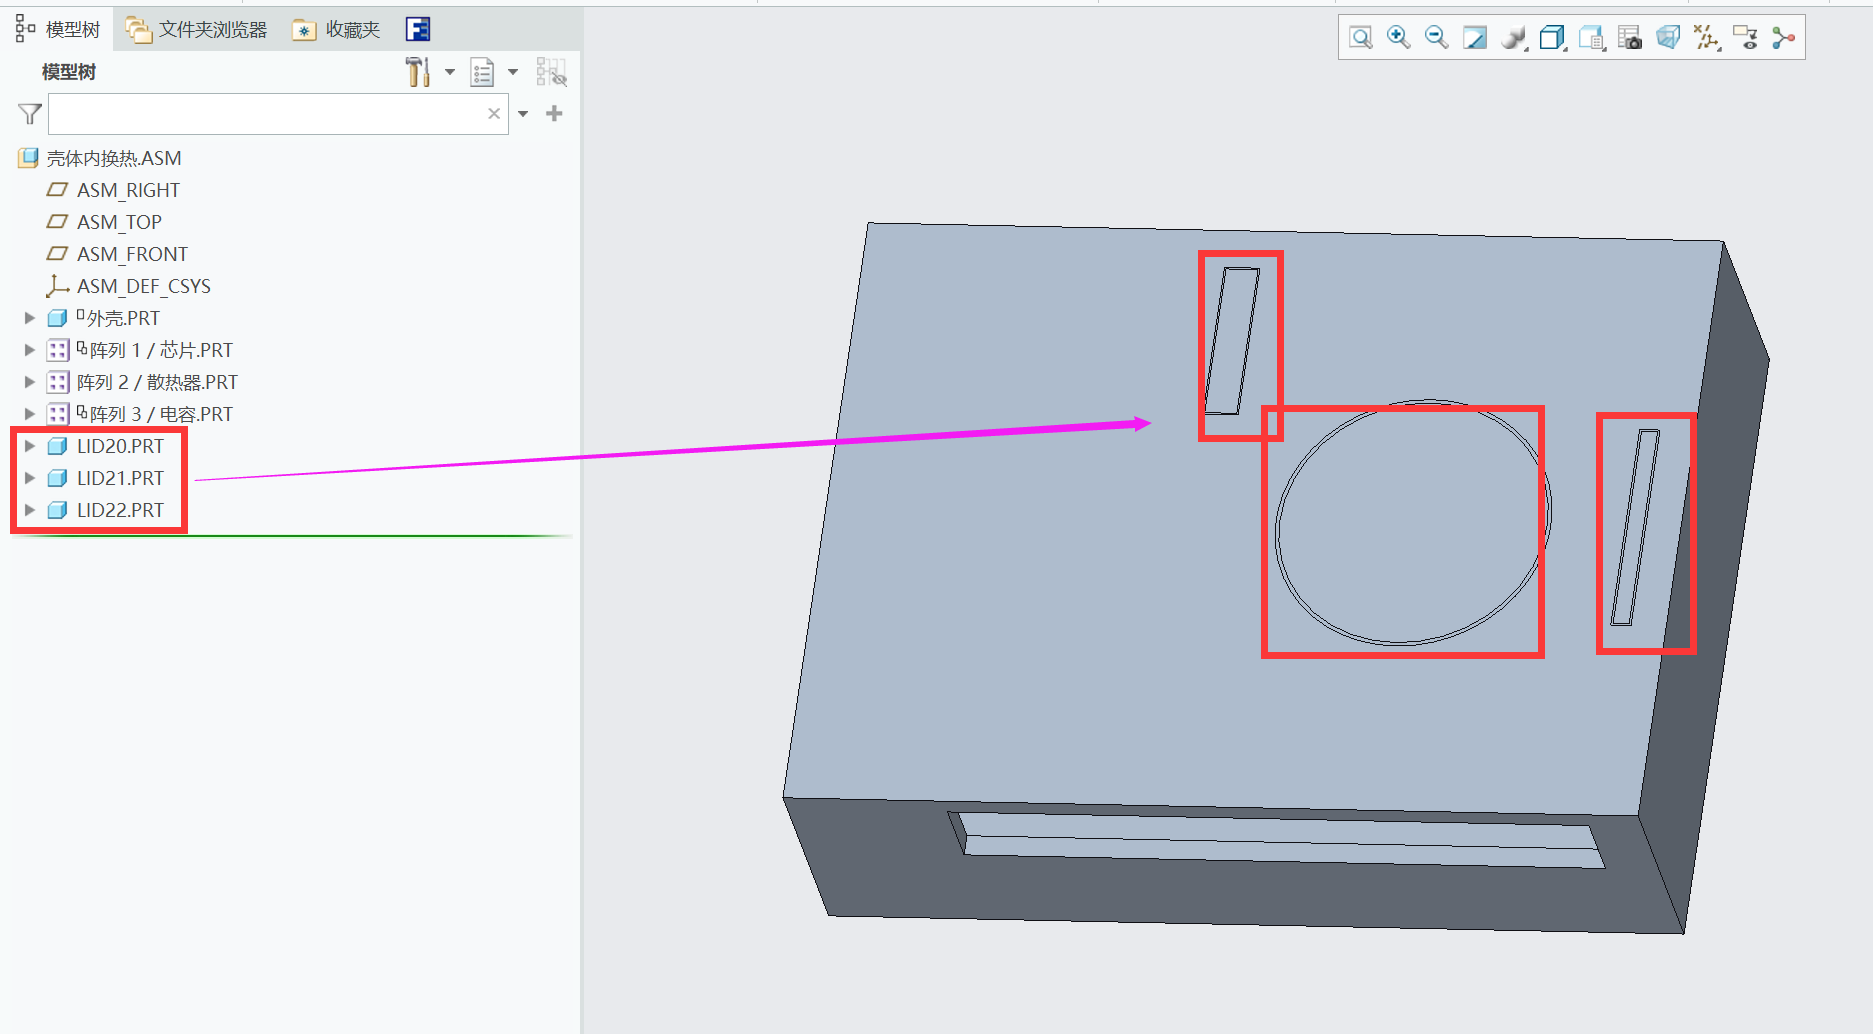 模型树 文件夹浏览器 收藏夹
模型树
壳体内换热.ASM
ASM_RIGHT
ASM_TOP
ASM_FRONT
ASM_DEF_CSYS
外壳.PRT
阵列 1 / 芯片.PRT
阵列 2 / 散热器.PRT
阵列 3 / 电容.PRT
LID20.PRT
LID21.PRT
LID22.PRT